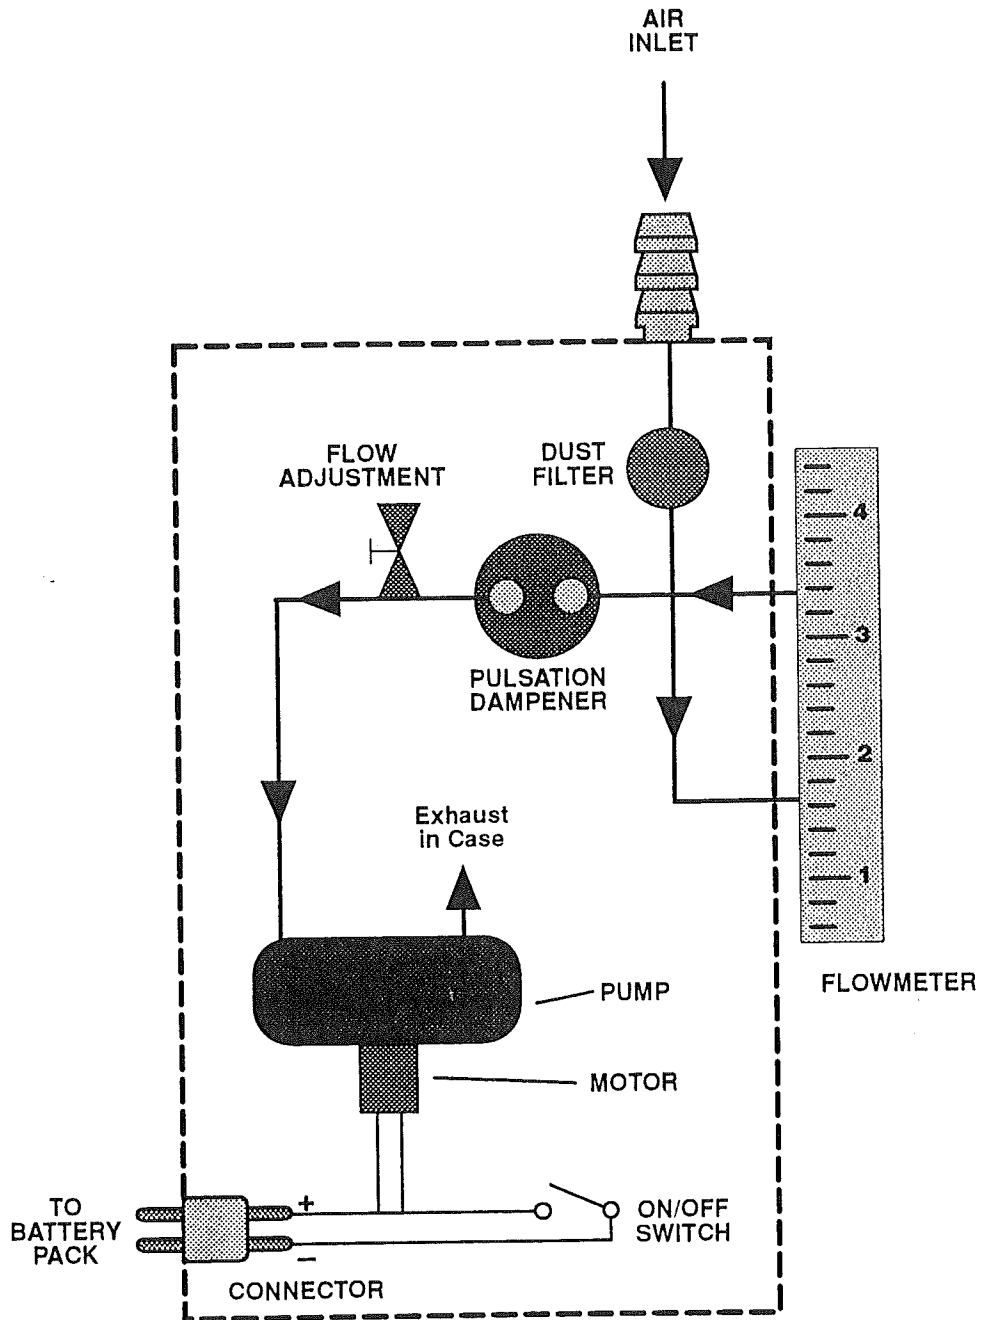 AIR
INLET
FLOW
ADJUSTMENT
DUST
FILTER
4
3
PULSATION
DAMPENER
2
Exhaust
in Case
1
FLOWMETER
PUMP
MOTOR
TO
BATTERY
PACK
+
–
ON/OFF
SWITCH
CONNECTOR